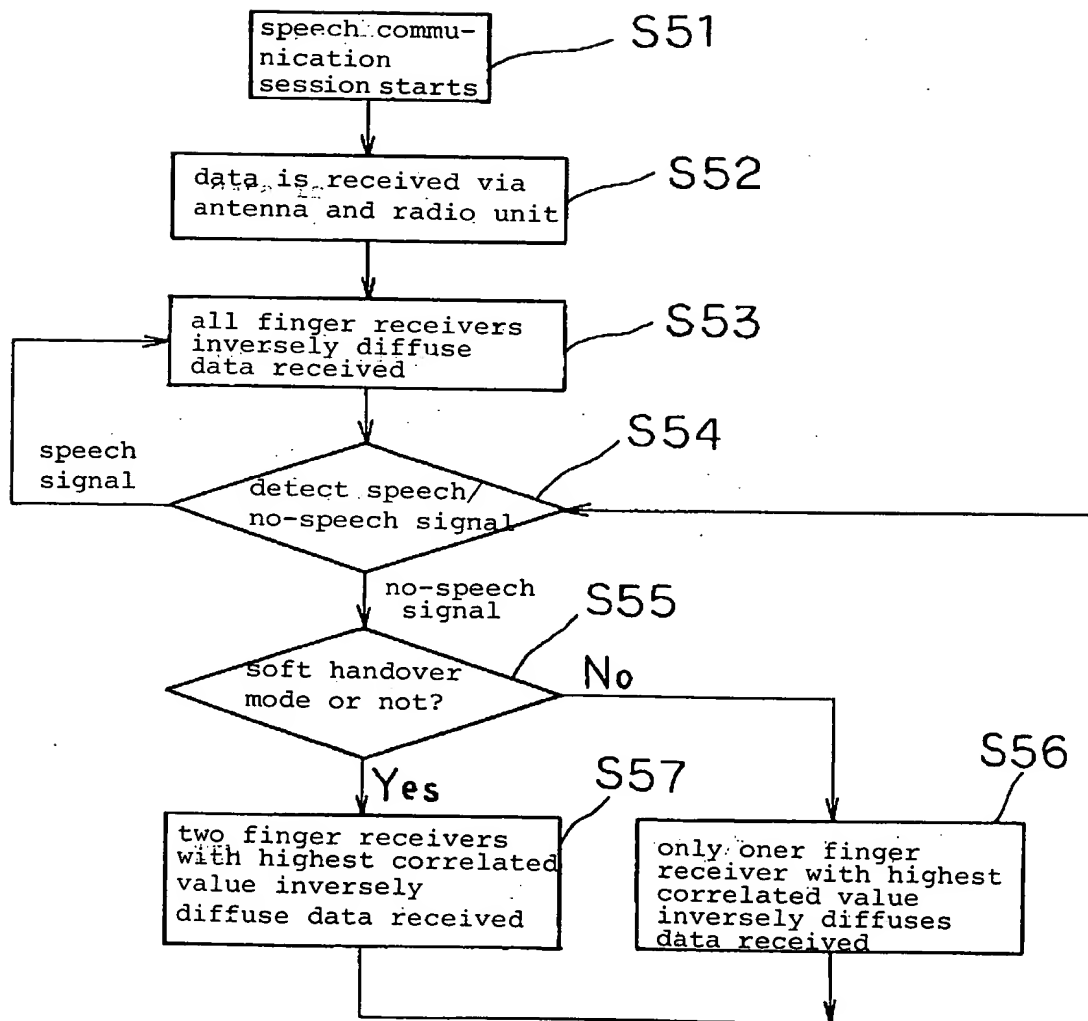 speech commu-
nication
session starts
S51
data is received via
antenna and radio unit
S52
all finger receivers
inversely diffuse
data received
S53
speech
signal
detect speech/
no-speech signal
S54
no-speech
signal
soft handover
mode or not?
S55
No
Yes
two finger receivers
with highest correlated
value inversely
diffuse data received
S57
only oner finger
receiver with highest
correlated value
inversely diffuses
data received
S56